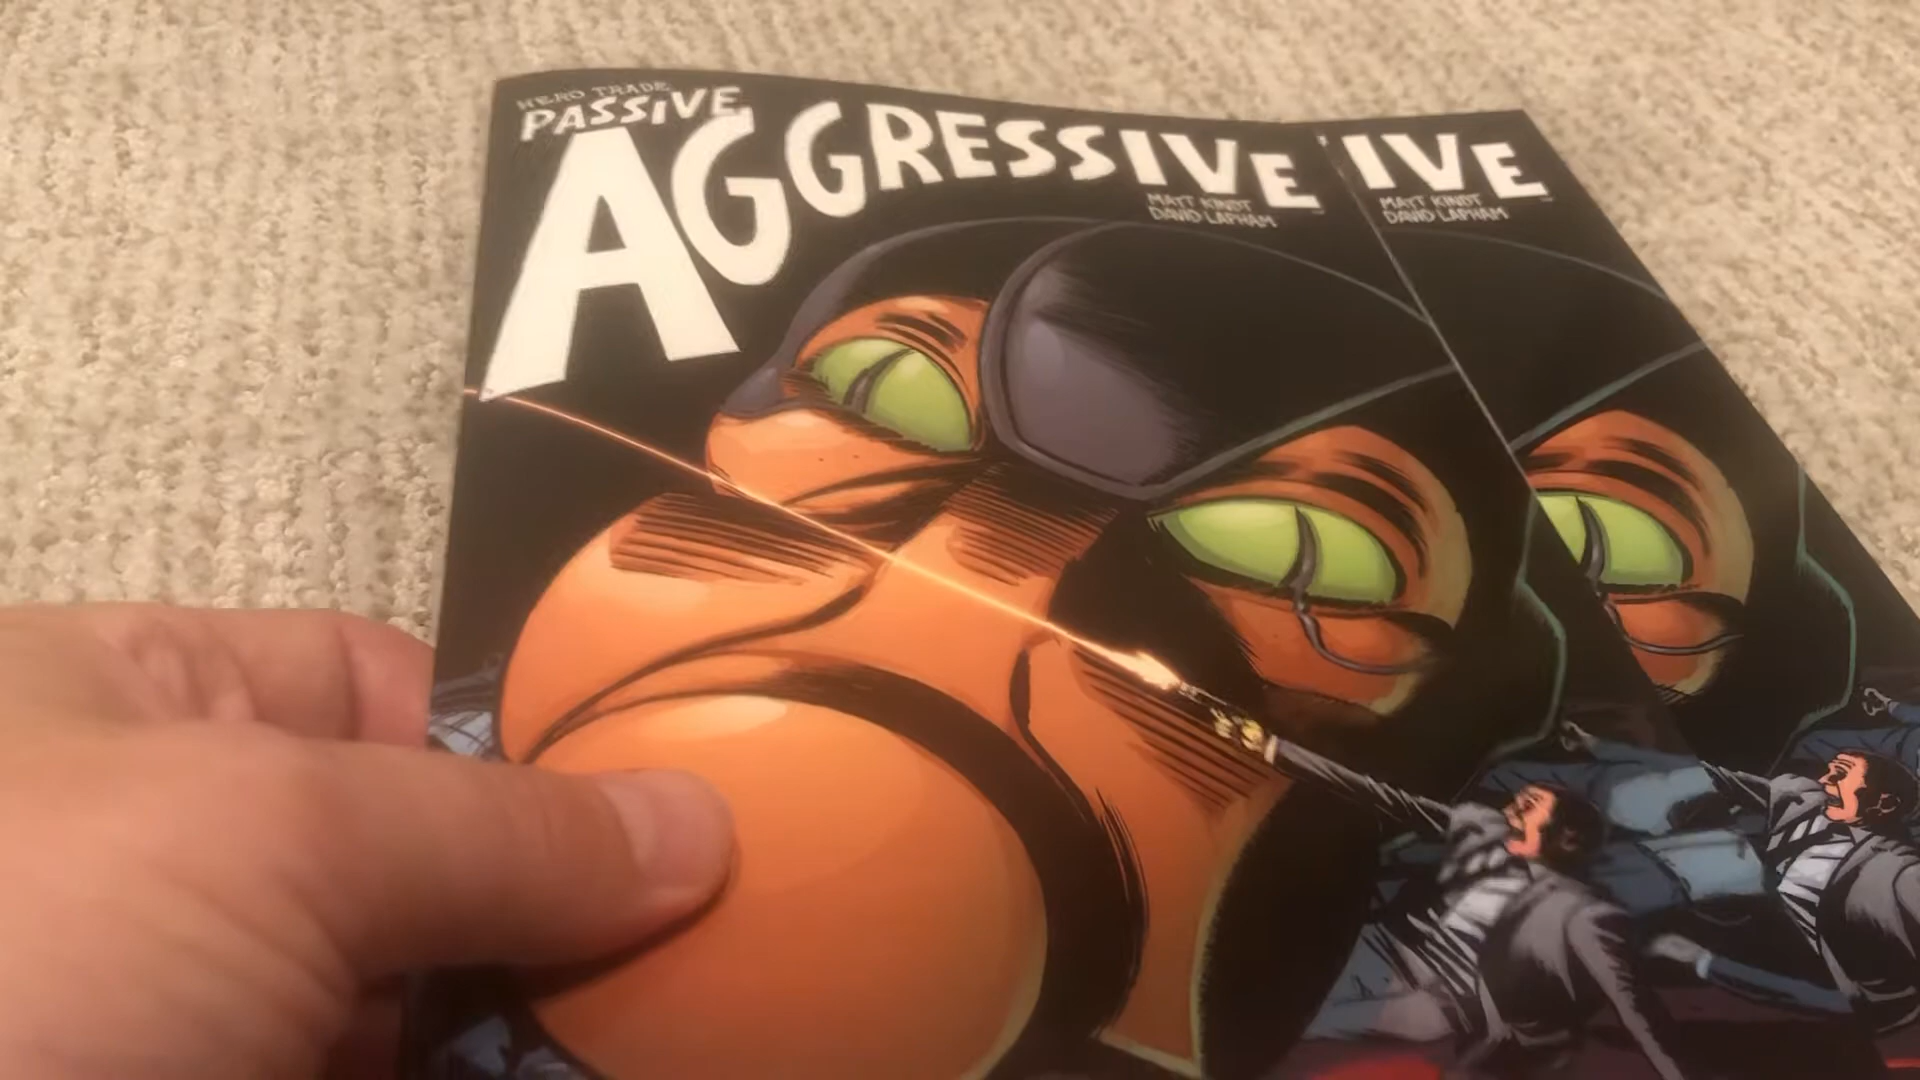 HERO TRADE
PASSIVE
AGGRESSIVE
MATT KINDT
DAVID LAPHAM
IVE
MATT KINDT
DAVID LAPHAM